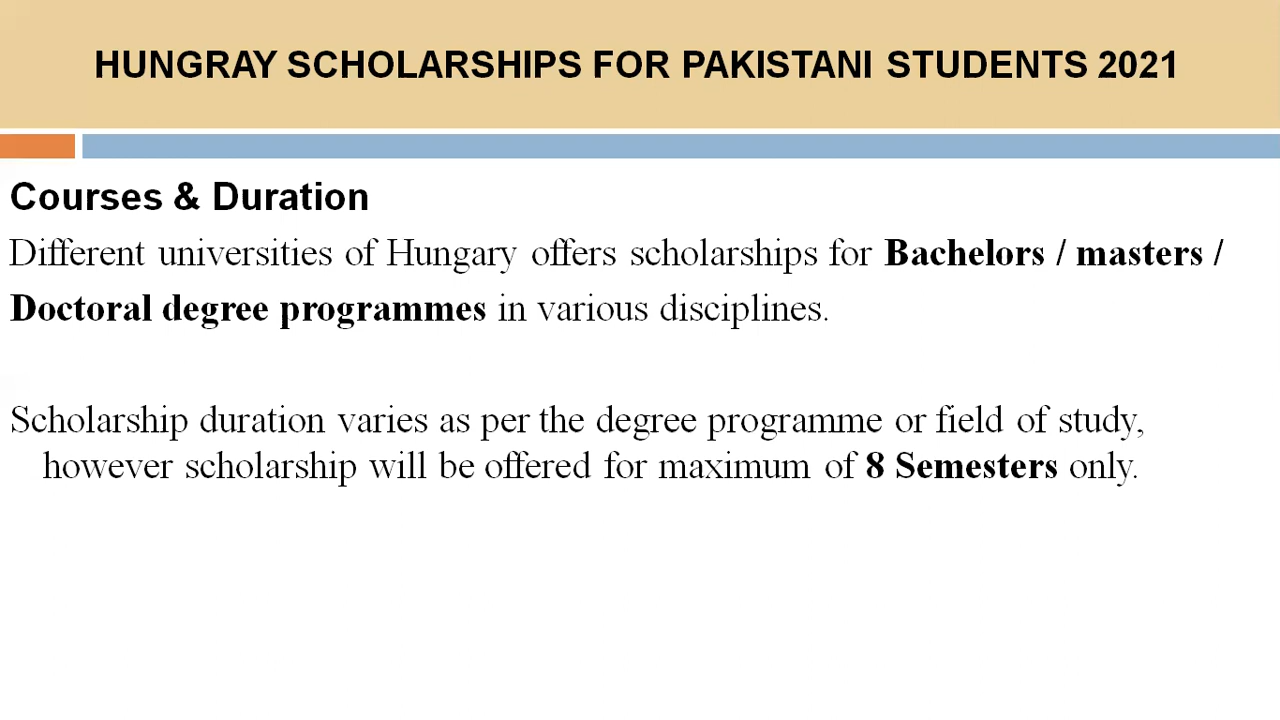 HUNGRAY SCHOLARSHIPS FOR PAKISTANI STUDENTS 2021
Courses & Duration
Different universities of Hungary offers scholarships for Bachelors / masters /
Doctoral degree programmes in various disciplines.
Scholarship duration varies as per the degree programme or field of study,
however scholarship will be offered for maximum of 8 Semesters only.